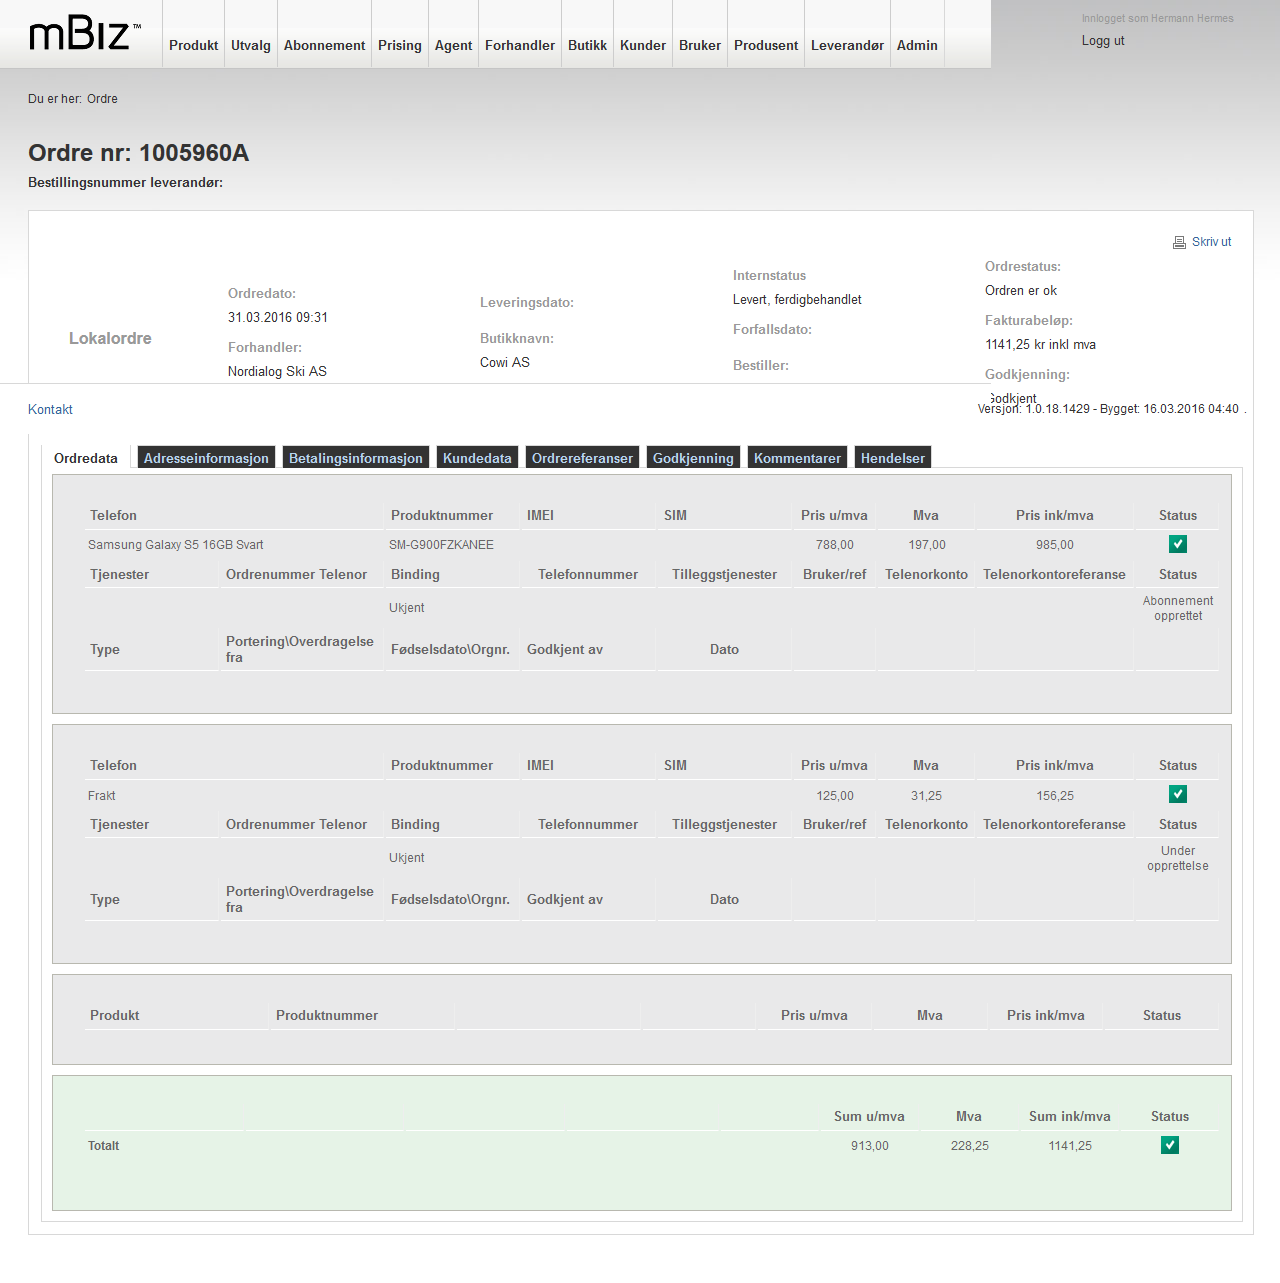 mBiz™
Produkt Utvalg Abonnement Prising Agent Forhandler Butikk Kunder Bruker Produsent Leverandør Admin
Innlogget som Hermann Hermes
Logg ut
Du er her: Ordre
Ordre nr: 1005960A
Bestillingsnummer leverandør:
Skriv ut
Lokalordre
Ordredato:
31.03.2016 09:31
Forhandler:
Nordialog Ski AS
Leveringsdato:
Butikknavn:
Cowi AS
Internstatus
Levert, ferdigbehandlet
Forfallsdato:
Bestiller:
Ordrestatus:
Ordren er ok
Fakturabeløp:
1141,25 kr inkl mva
Godkjenning:
Godkjent
Kontakt
Versjon: 1.0.18.1429 - Bygget: 16.03.2016 04:40 .
Ordredata Adresseinformasjon Betalingsinformasjon Kundedata Ordrereferanser Godkjenning Kommentarer Hendelser
Telefon Produktnummer IMEI SIM Pris u/mva Mva Pris ink/mva Status
Samsung Galaxy S5 16GB Svart SM-G900FZKANEE 788,00 197,00 985,00
Tjenester Ordrenummer Telenor Binding Telefonnummer Tilleggstjenester Bruker/ref Telenorkonto Telenorkontoreferanse Status
Ukjent Abonnement
opprettet
Type Portering\Overdragelse
fra Fødselsdato\Orgnr. Godkjent av Dato
Telefon Produktnummer IMEI SIM Pris u/mva Mva Pris ink/mva Status
Frakt 125,00 31,25 156,25
Tjenester Ordrenummer Telenor Binding Telefonnummer Tilleggstjenester Bruker/ref Telenorkonto Telenorkontoreferanse Status
Ukjent Under
opprettelse
Type Portering\Overdragelse
fra Fødselsdato\Orgnr. Godkjent av Dato
Produkt Produktnummer Pris u/mva Mva Pris ink/mva Status
Sum u/mva Mva Sum ink/mva Status
Totalt 913,00 228,25 1141,25